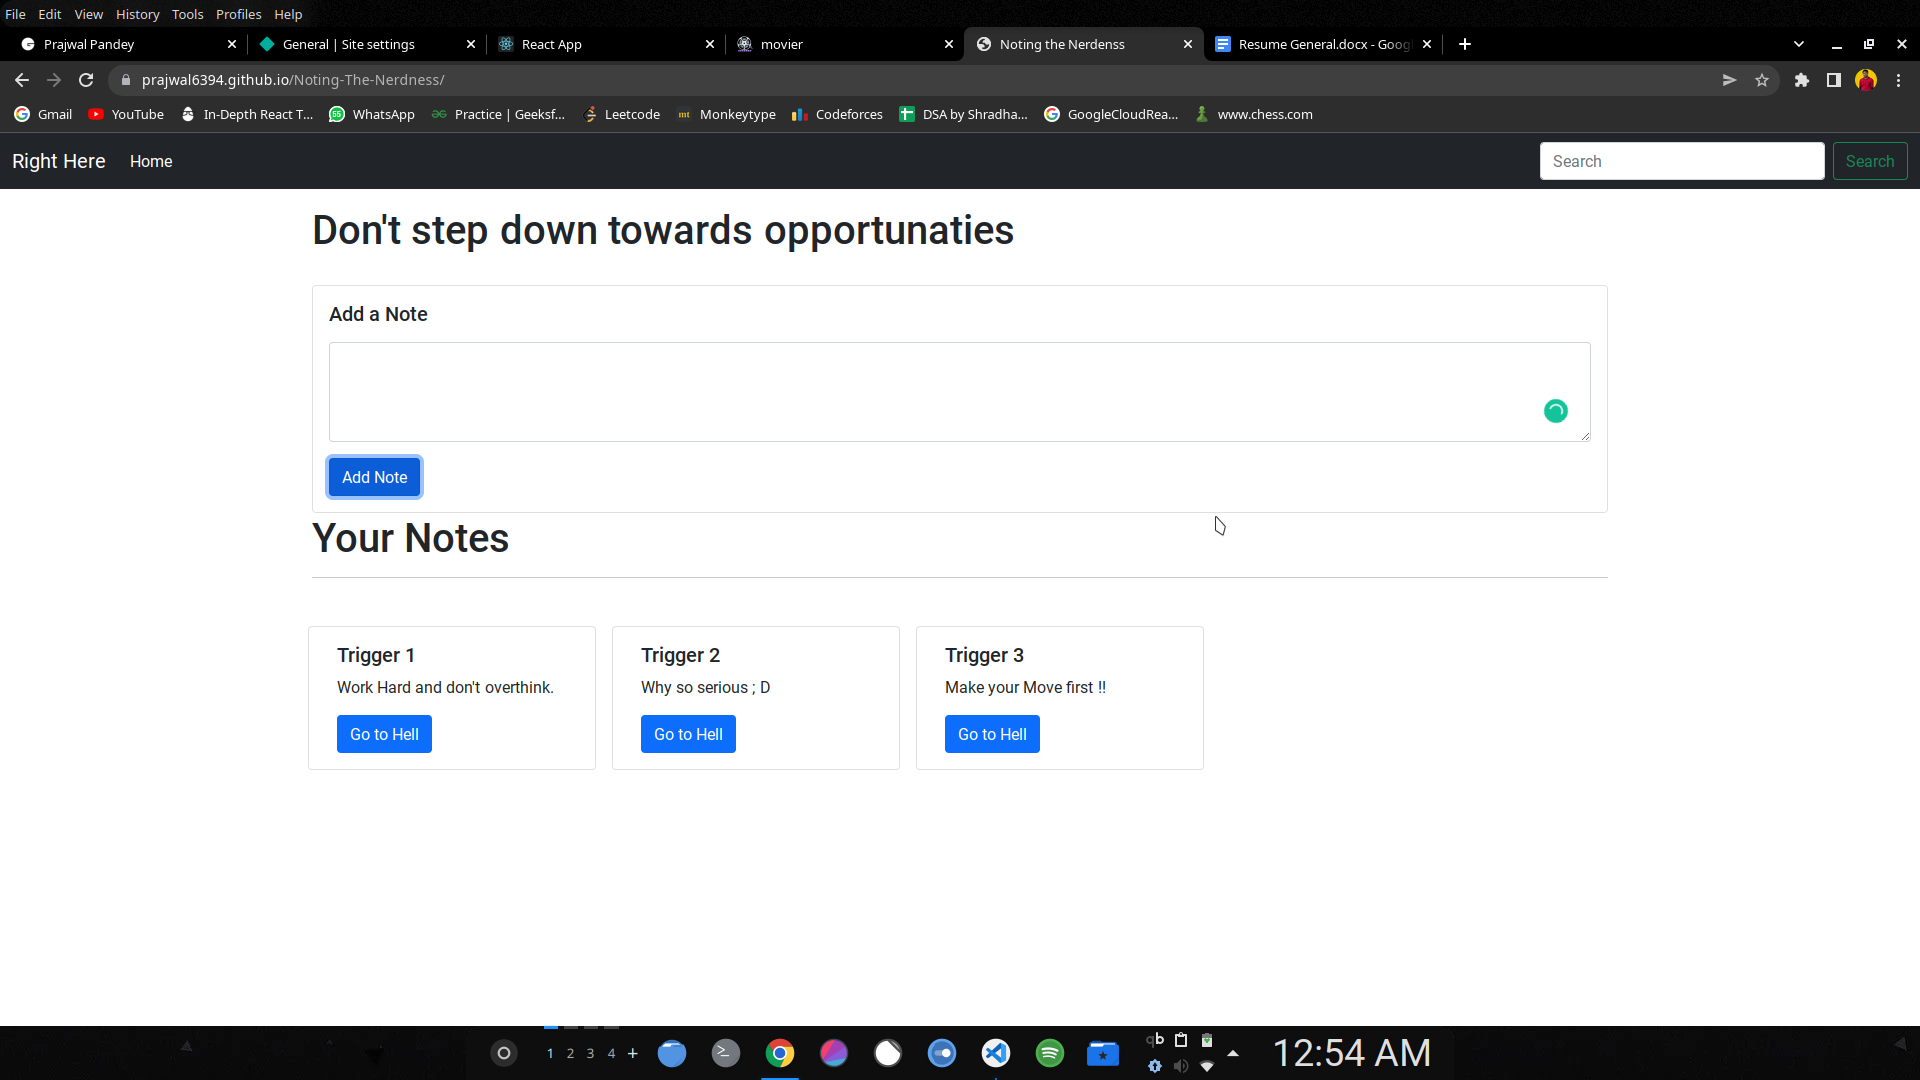 File Edit View History Tools Profiles Help
Prajwal Pandey General | Site settings React App movier Noting the Nerdenss Resume General.docx - Goog
prajwal6394.github.io/Noting-The-Nerdness/
Gmail YouTube In-Depth React T... WhatsApp Practice | Geeksf... Leetcode mt Monkeytype Codeforces DSA by Shradha... GoogleCloudRea... www.chess.com
Right Here Home Search Search
Don't step down towards opportunaties
Add a Note
Add Note
Your Notes
Trigger 1 Trigger 2 Trigger 3
Work Hard and don't overthink. Why so serious ; D Make your Move first !!
Go to Hell Go to Hell Go to Hell
1 2 3 4 + qb 12:54 AM